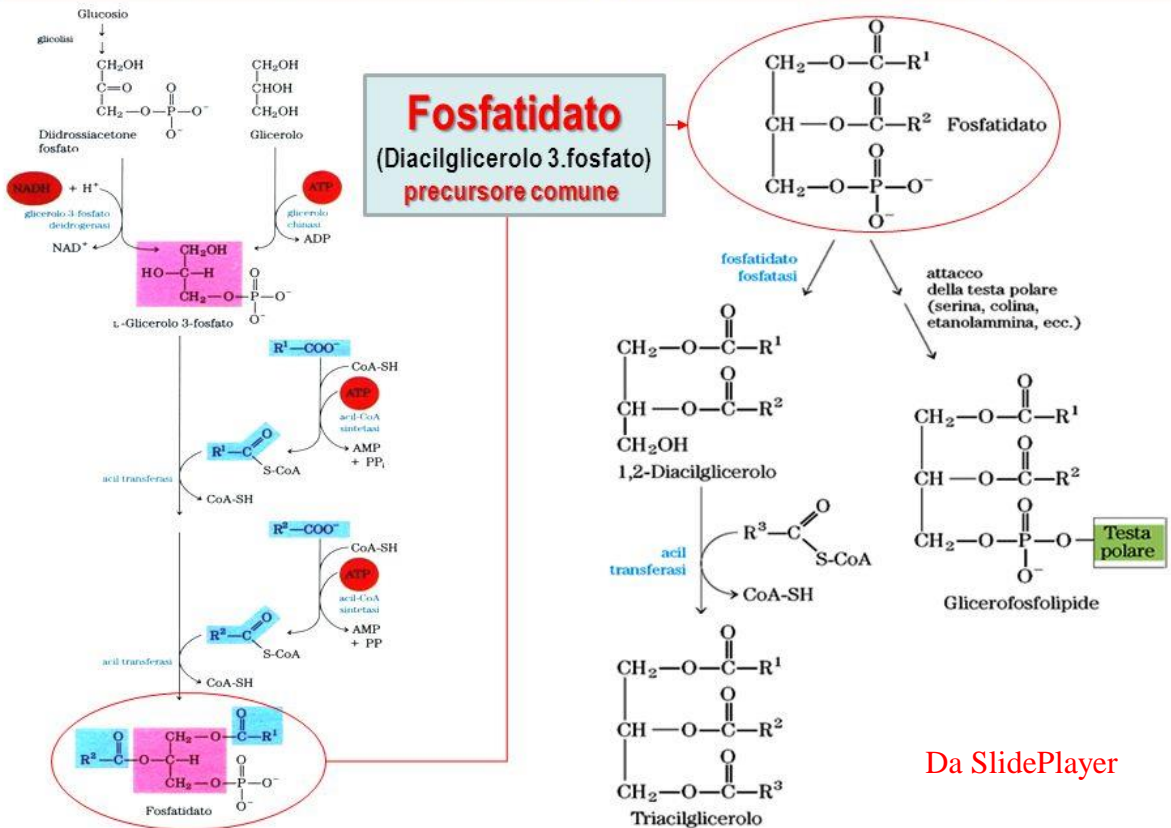 Glucosio
glicolisi
CH₂OH
C=O
CH₂—O—P—O⁻
O
O⁻
Diidrossiacetone
fosfato
CH₂OH
CHOH
CH₂OH
Glicerolo
NADH + H⁺
glicerolo 3-fosfato
deidrogenasi
NAD⁺
ATP
glicerolo
chinasi
ADP
CH₂OH
HO—C—H
CH₂—O—P—O⁻
O
O⁻
L-Glicerolo 3-fosfato
R¹—COO⁻
CoA-SH
ATP
acil-CoA
sintetasi
AMP
+ PPᵢ
R¹—C
O
S-CoA
acil transferasi
CoA-SH
R²—COO⁻
CoA-SH
ATP
acil-CoA
sintetasi
AMP
+ PP
R²—C
O
S-CoA
acil transferasi
CoA-SH
O
CH₂—O—C—R¹
O
R²—C—O—C—H
O
CH₂—O—P—O⁻
O⁻
Fosfatidato
Fosfatidato
(Diacilglicerolo 3.fosfato)
precursore comune
O
CH₂—O—C—R¹
O
CH—O—C—R²
O
CH₂—O—P—O⁻
O⁻
Fosfatidato
fosfatidato
fosfatasi
attacco
della testa polare
(serina, colina,
etanolammina, ecc.)
O
CH₂—O—C—R¹
O
CH—O—C—R²
CH₂OH
1,2-Diacilglicerolo
O
R³—C
S-CoA
acil
transferasi
CoA-SH
O
CH₂—O—C—R¹
O
CH—O—C—R²
O
CH₂—O—C—R³
Triacilglicerolo
O
CH₂—O—C—R¹
O
CH—O—C—R²
O
CH₂—O—P—O—
O⁻
Testa
polare
Glicerofosfolipide
Da SlidePlayer